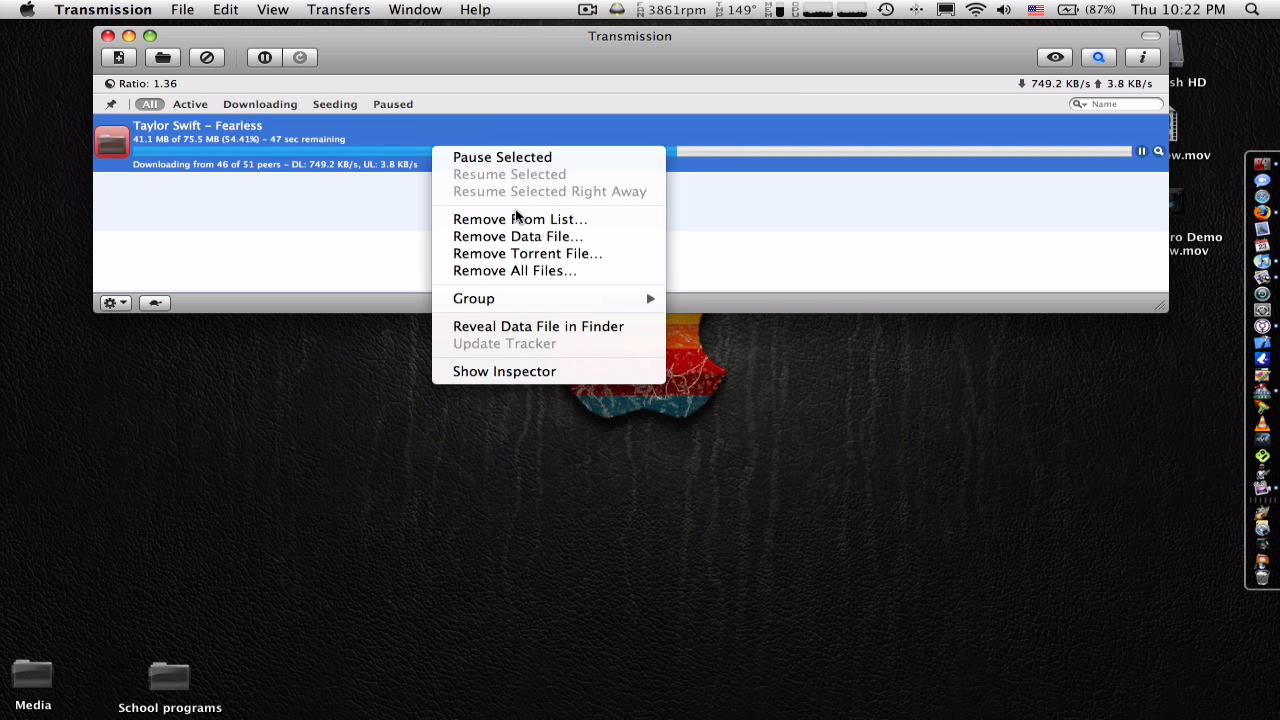 Transmission File Edit View Transfers Window Help 3861rpm 149° (87%) Thu 10:22 PM
Transmission
Ratio: 1.36 749.2 KB/s 3.8 KB/s
All Active Downloading Seeding Paused Name
Taylor Swift – Fearless
41.1 MB of 75.5 MB (54.41%) – 47 sec remaining
Downloading from 46 of 51 peers – DL: 749.2 KB/s, UL: 3.8 KB/s
Pause Selected
Resume Selected
Resume Selected Right Away
Remove From List...
Remove Data File...
Remove Torrent File...
Remove All Files...
Group
Reveal Data File in Finder
Update Tracker
Show Inspector
sh HD
ow.mov
ro Demo
ow.mov
Media
School programs